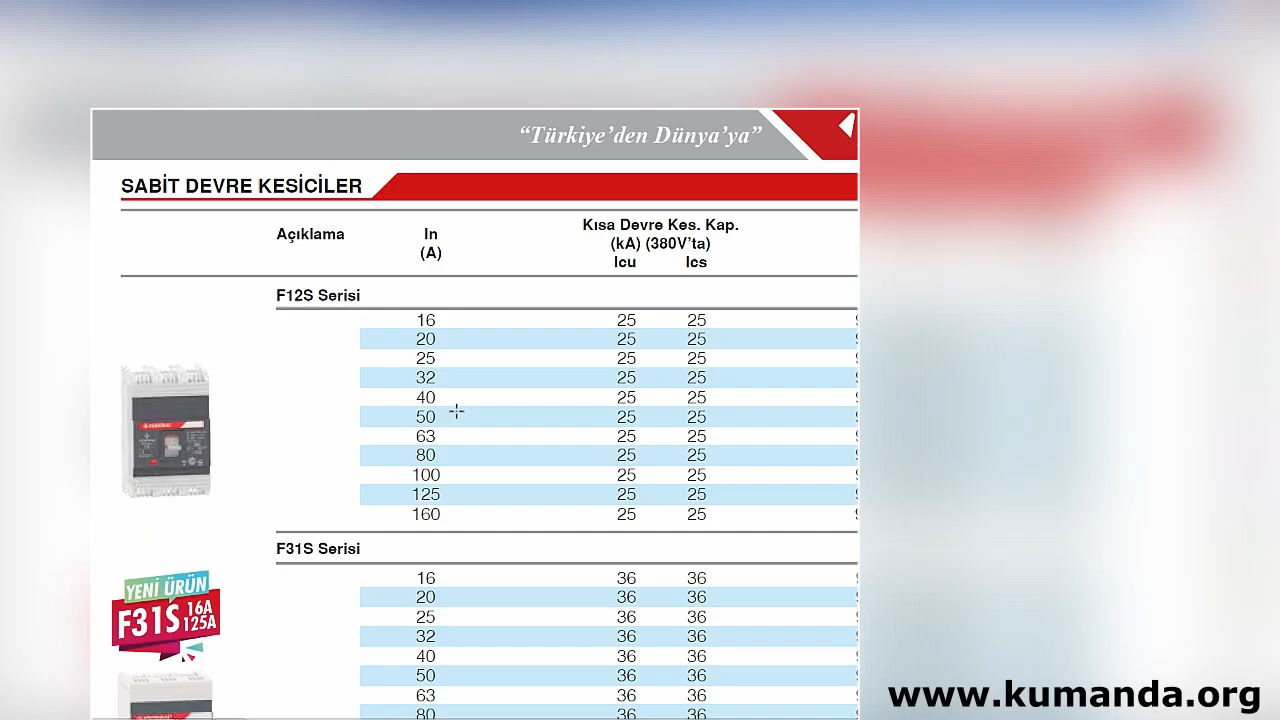 “Türkiye’den Dünya’ya”
SABİT DEVRE KESİCİLER
Açıklama In Kısa Devre Kes. Kap.
(A) (kA) (380V’ta)
Icu Ics
F12S Serisi
16 25 25
20 25 25
25 25 25
32 25 25
40 25 25
50 25 25
63 25 25
80 25 25
100 25 25
125 25 25
160 25 25
F31S Serisi
16 36 36
20 36 36
25 36 36
32 36 36
40 36 36
50 36 36
63 36 36
80 36 36
YENİ ÜRÜN
F31S 16A
125A
www.kumanda.org